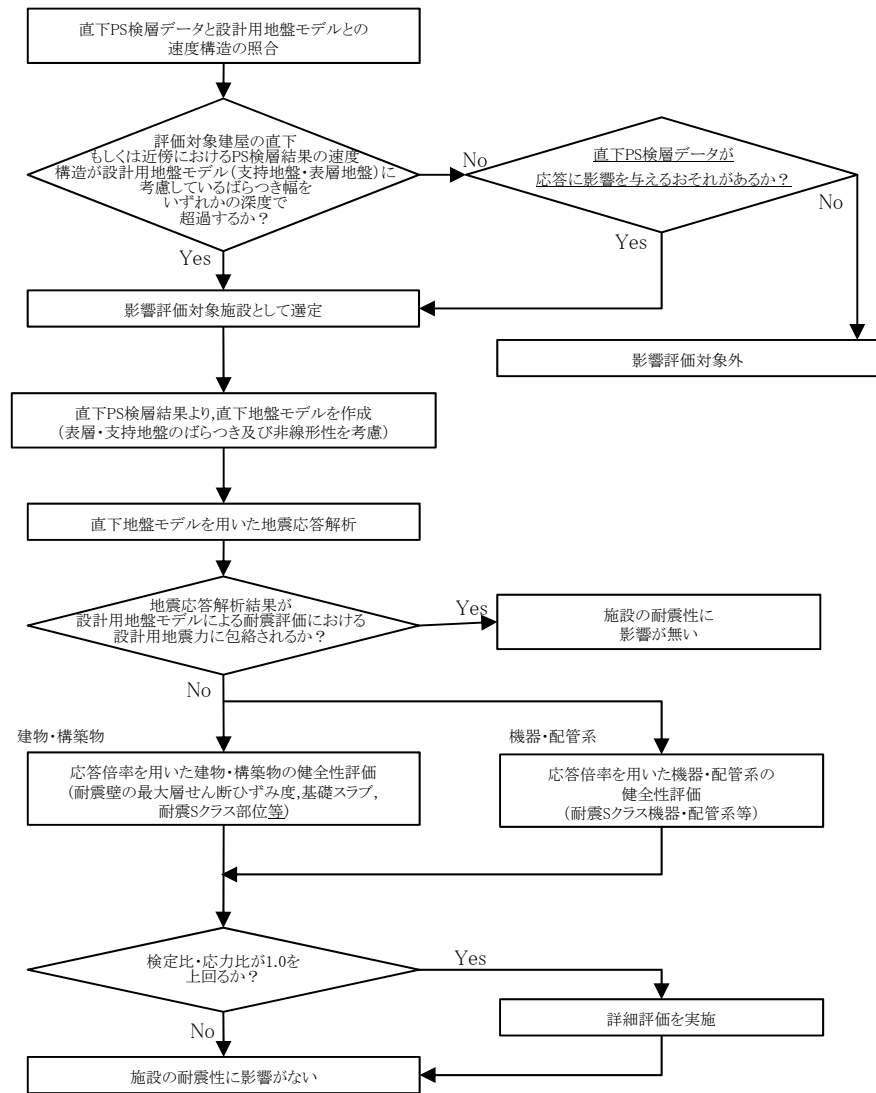 直下PS検層データと設計用地盤モデルとの
速度構造の照合
評価対象建屋の直下
もしくは近傍におけるPS検層結果の速度
構造が設計用地盤モデル(支持地盤・表層地盤)に
考慮しているばらつき幅を
いずれかの深度で
超過するか？
No
直下PS検層データが
応答に影響を与えるおそれがあるか？
No
Yes
Yes
影響評価対象施設として選定
影響評価対象外
直下PS検層結果より,直下地盤モデルを作成
(表層・支持地盤のばらつき及び非線形性を考慮)
直下地盤モデルを用いた地震応答解析
地震応答解析結果が
設計用地盤モデルによる耐震評価における
設計用地震力に包絡されるか？
Yes
施設の耐震性に
影響が無い
No
建物・構築物
機器・配管系
応答倍率を用いた建物・構築物の健全性評価
(耐震壁の最大層せん断ひずみ度,基礎スラブ,
耐震Sクラス部位等)
応答倍率を用いた機器・配管系の
健全性評価
(耐震Sクラス機器・配管系等)
検定比・応力比が1.0を
上回るか？
Yes
詳細評価を実施
No
施設の耐震性に影響がない